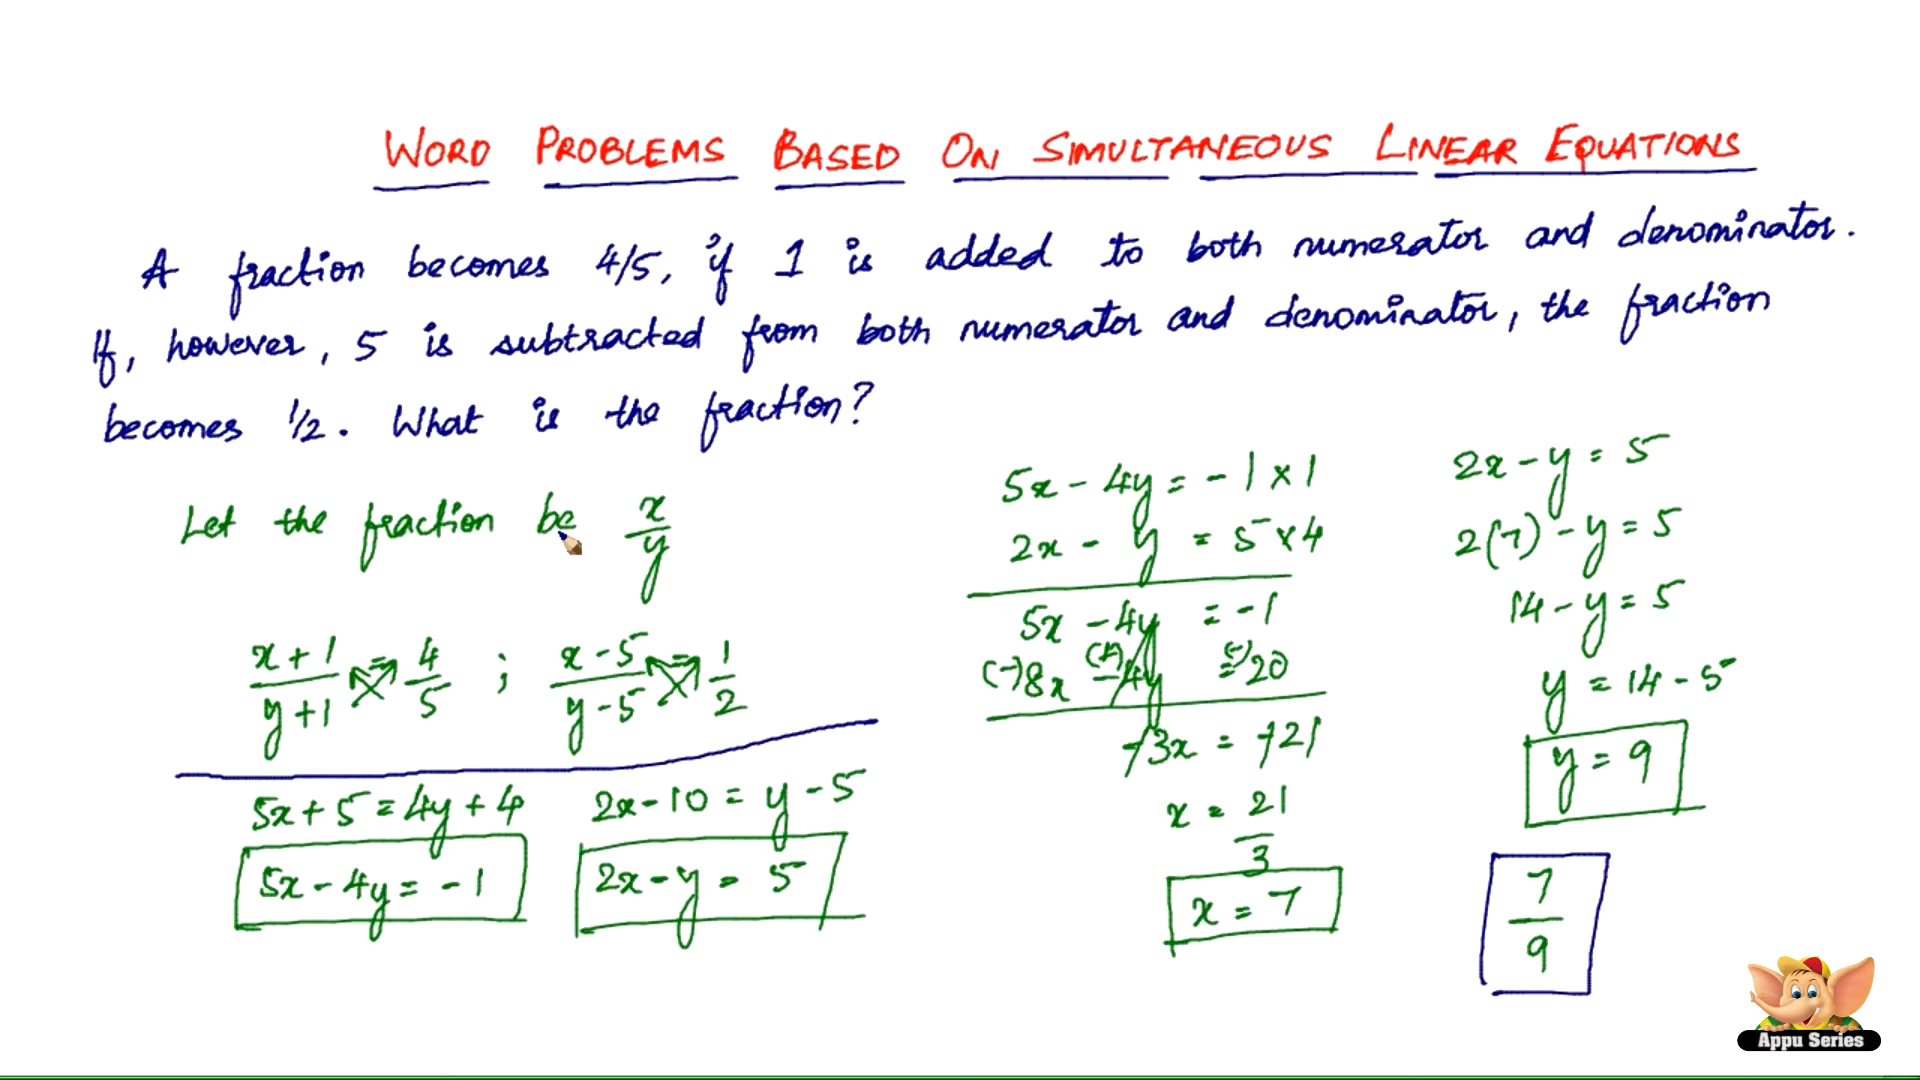 WORD PROBLEMS BASED ON SIMULTANEOUS LINEAR EQUATIONS
A fraction becomes 4/5, if 1 is added to both numerator and denominator.
If, however, 5 is subtracted from both numerator and denominator, the fraction
becomes 1/2. What is the fraction?
Let the fraction be x/y
(x+1)/(y+1) = 4/5 ; (x-5)/(y-5) = 1/2
5x+5 = 4y+4
5x-4y = -1
2x-10 = y-5
2x-y = 5
5x-4y = -1 × 1
2x - y = 5 × 4
5x -4y = -1
(-)8x (+)-4y = (-)20
-3x = -21
x = 21/3
x = 7
2x-y = 5
2(7)-y = 5
14-y = 5
y = 14-5
y = 9
7/9
Appu Series